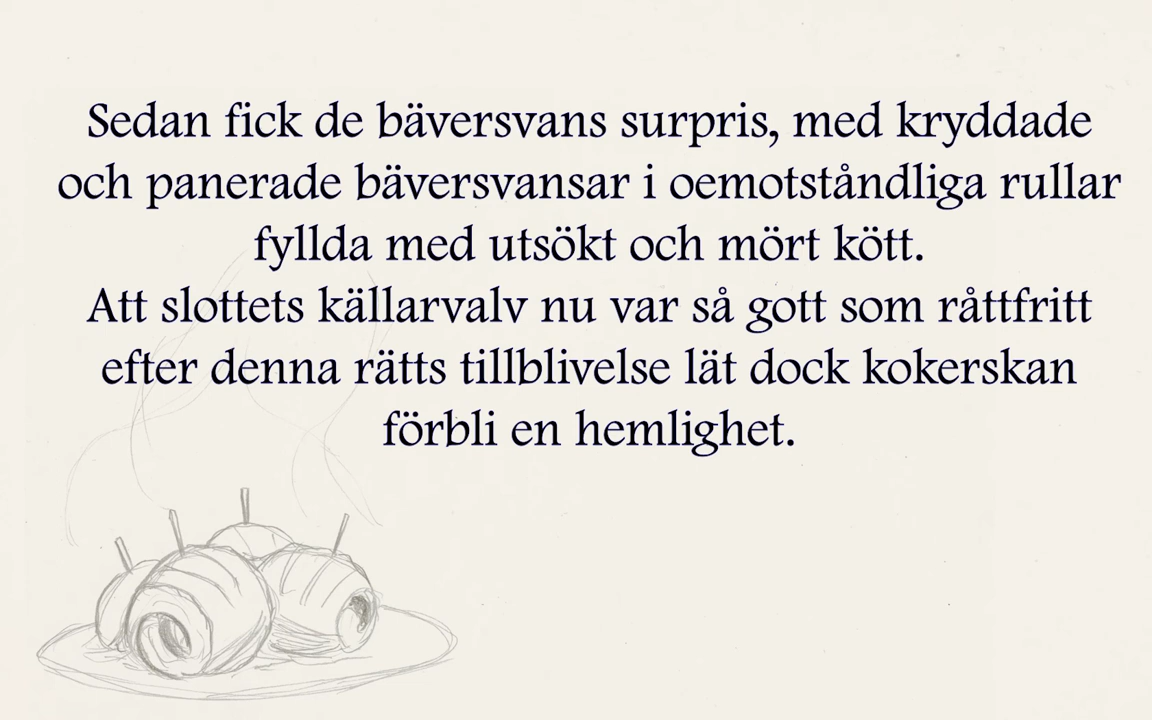 Sedan fick de bäversvans surpris, med kryddade
och panerade bäversvansar i oemotståndliga rullar
fyllda med utsökt och mört kött.
Att slottets källarvalv nu var så gott som råttfritt
efter denna rätts tillblivelse lät dock kokerskan
förbli en hemlighet.